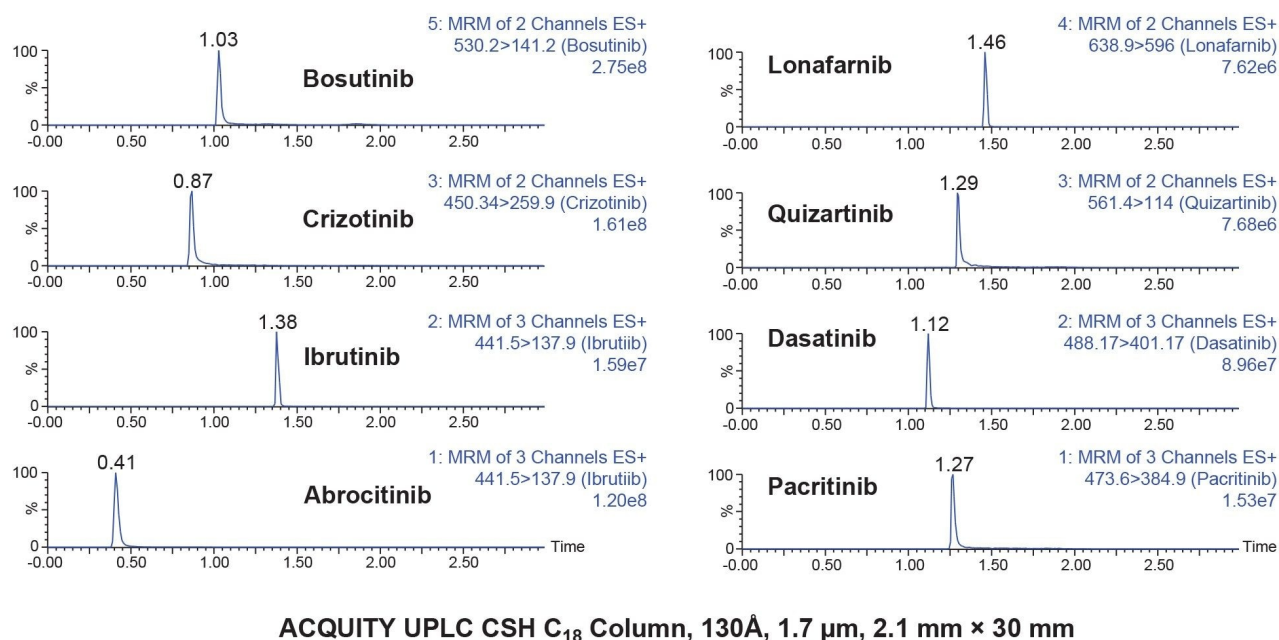 5: MRM of 2 Channels ES+
530.2>141.2 (Bosutinib)
2.75e8
1.03
Bosutinib
100
%
0
-0.00 0.50 1.00 1.50 2.00 2.50
3: MRM of 2 Channels ES+
450.34>259.9 (Crizotinib)
1.61e8
0.87
Crizotinib
100
%
0
-0.00 0.50 1.00 1.50 2.00 2.50
2: MRM of 3 Channels ES+
441.5>137.9 (Ibrutiib)
1.59e7
1.38
Ibrutinib
100
%
0
-0.00 0.50 1.00 1.50 2.00 2.50
1: MRM of 3 Channels ES+
441.5>137.9 (Ibrutiib)
1.20e8
0.41
Abrocitinib
100
%
0
Time
-0.00 0.50 1.00 1.50 2.00 2.50
4: MRM of 2 Channels ES+
638.9>596 (Lonafarnib)
7.62e6
1.46
Lonafarnib
100
%
0
-0.00 0.50 1.00 1.50 2.00 2.50
3: MRM of 2 Channels ES+
561.4>114 (Quizartinib)
7.68e6
1.29
Quizartinib
100
%
0
-0.00 0.50 1.00 1.50 2.00 2.50
2: MRM of 3 Channels ES+
488.17>401.17 (Dasatinib)
8.96e7
1.12
Dasatinib
100
%
0
-0.00 0.50 1.00 1.50 2.00 2.50
1: MRM of 3 Channels ES+
473.6>384.9 (Pacritinib)
1.53e7
1.27
Pacritinib
100
%
0
Time
-0.00 0.50 1.00 1.50 2.00 2.50
ACQUITY UPLC CSH C₁₈ Column, 130Å, 1.7 µm, 2.1 mm × 30 mm